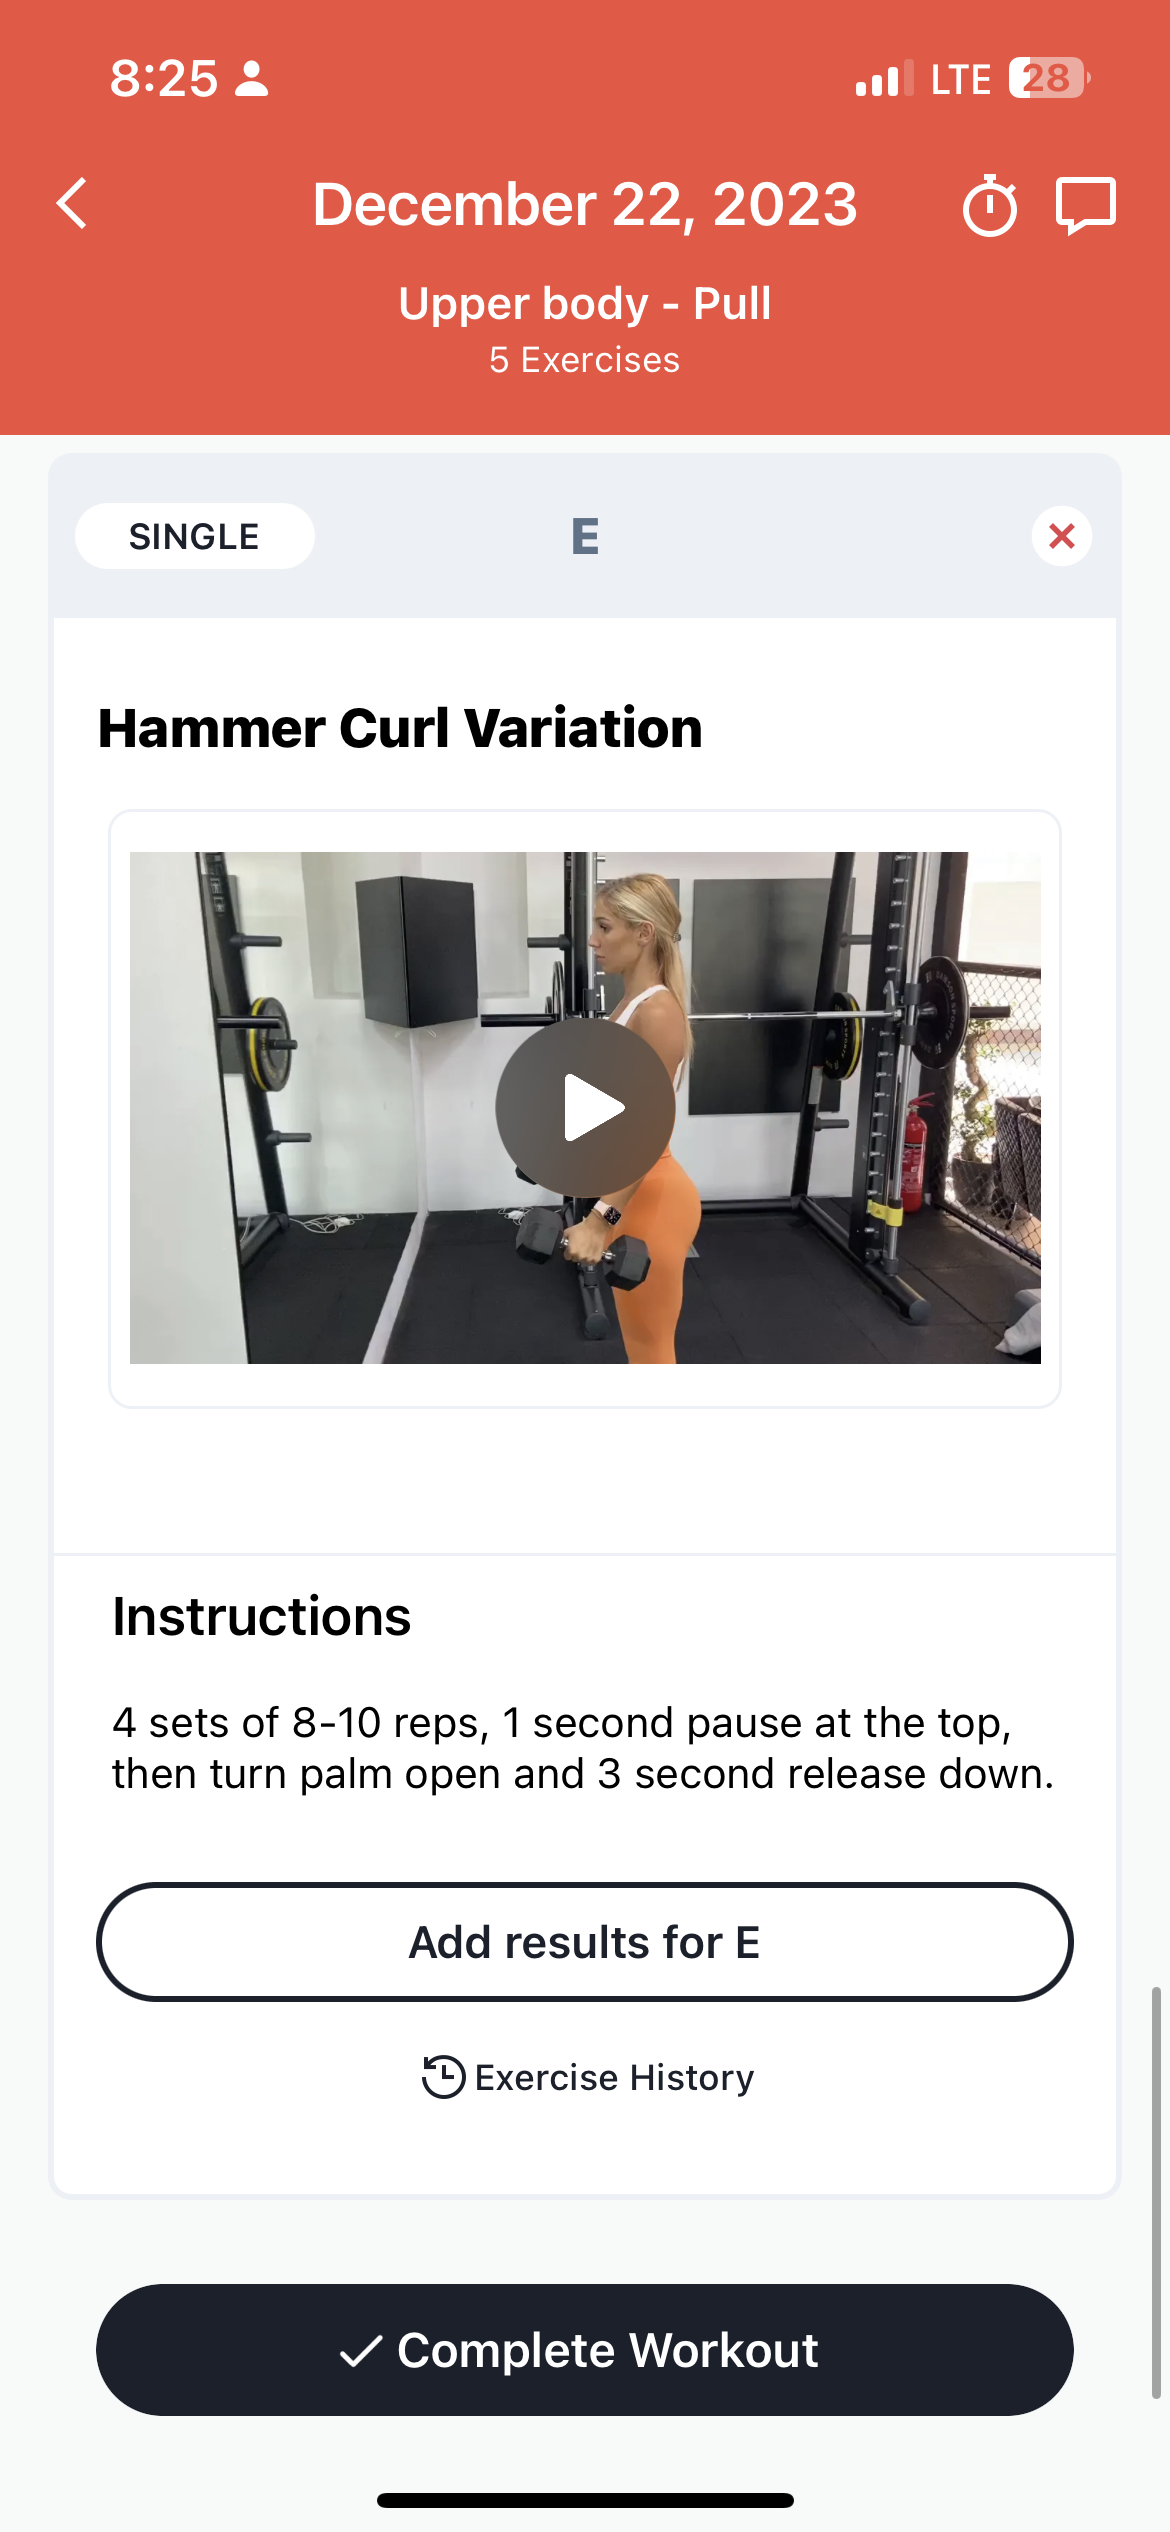 8:25
LTE 28
December 22, 2023
Upper body - Pull
5 Exercises
SINGLE
E
Hammer Curl Variation
Instructions
4 sets of 8-10 reps, 1 second pause at the top,
then turn palm open and 3 second release down.
Add results for E
Exercise History
Complete Workout